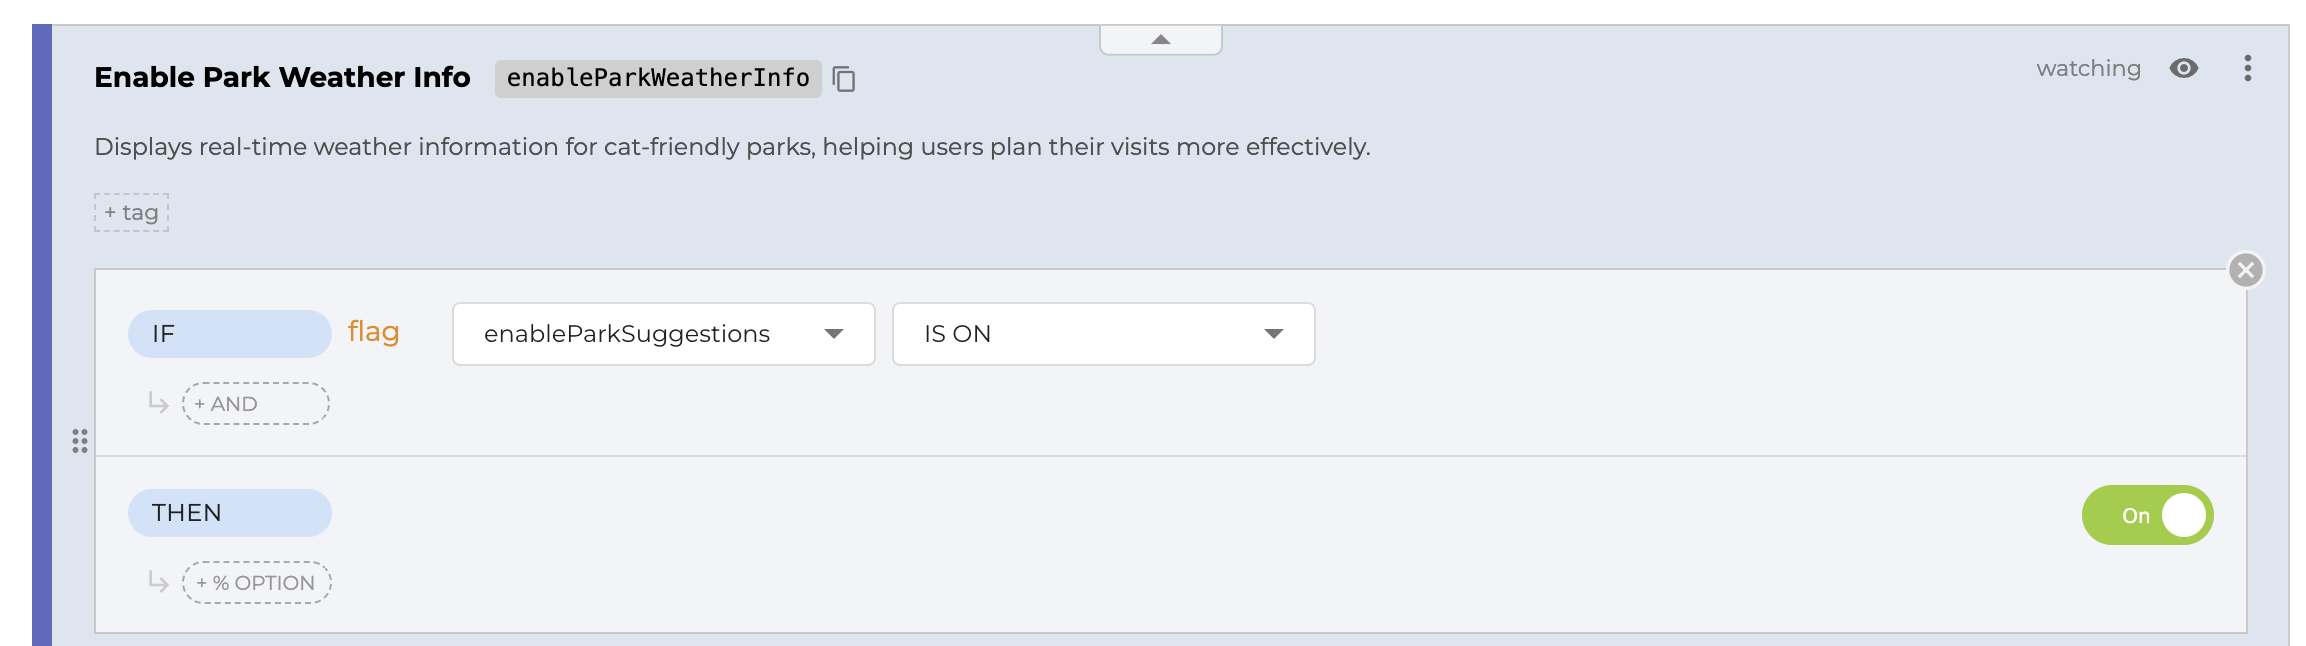 Enable Park Weather Info enableParkWeatherInfo watching
Displays real-time weather information for cat-friendly parks, helping users plan their visits more effectively.
+ tag
IF flag enableParkSuggestions IS ON
+ AND
THEN On
+ % OPTION